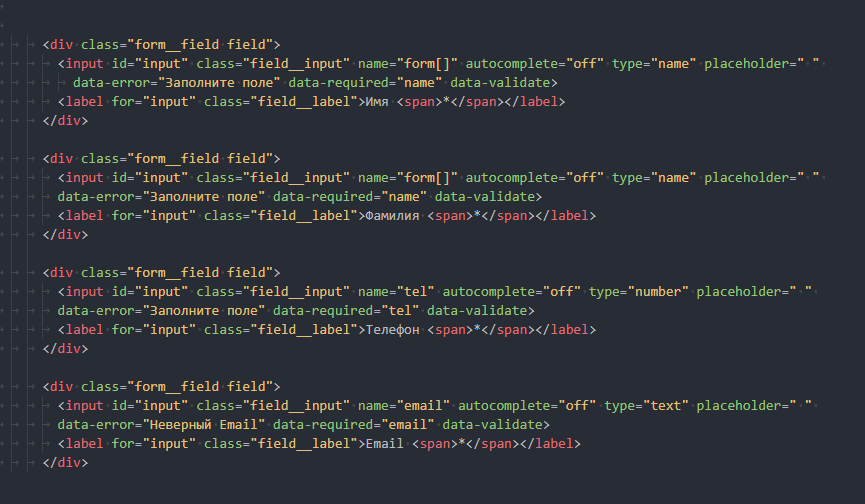 <div class="form__field field">
<input id="input" class="field__input" name="form[]" autocomplete="off" type="name" placeholder=" "
data-error="Заполните поле" data-required="name" data-validate>
<label for="input" class="field__label">Имя <span>*</span></label>
</div>
<div class="form__field field">
<input id="input" class="field__input" name="form[]" autocomplete="off" type="name" placeholder=" "
data-error="Заполните поле" data-required="name" data-validate>
<label for="input" class="field__label">Фамилия <span>*</span></label>
</div>
<div class="form__field field">
<input id="input" class="field__input" name="tel" autocomplete="off" type="number" placeholder=" "
data-error="Заполните поле" data-required="tel" data-validate>
<label for="input" class="field__label">Телефон <span>*</span></label>
</div>
<div class="form__field field">
<input id="input" class="field__input" name="email" autocomplete="off" type="text" placeholder=" "
data-error="Неверный Email" data-required="email" data-validate>
<label for="input" class="field__label">Email <span>*</span></label>
</div>